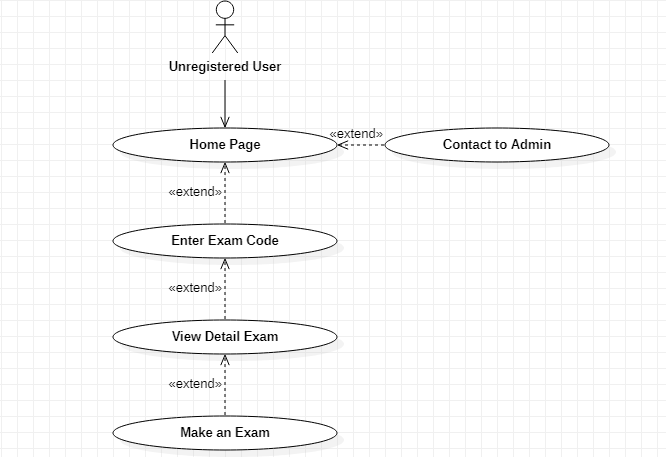 Unregistered User
«extend»
Home Page
Contact to Admin
«extend»
Enter Exam Code
«extend»
View Detail Exam
«extend»
Make an Exam